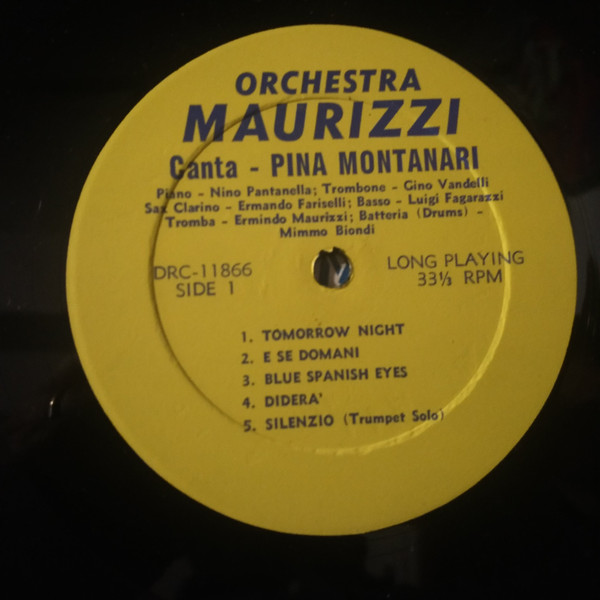 ORCHESTRA
MAURIZZI
Canta - PINA MONTANARI
Piano - Nino Pantanella; Trombone - Gino Vandelli
Sax Clarino - Ermando Fariselli; Basso - Luigi Fagarazzi
Tromba - Ermindo Maurizzi; Batteria (Drums) -
Mimmo Biondi
DRC-11866
SIDE 1
LONG PLAYING
33⅓ RPM
1. TOMORROW NIGHT
2. E SE DOMANI
3. BLUE SPANISH EYES
4. DIDERA'
5. SILENZIO (Trumpet Solo)